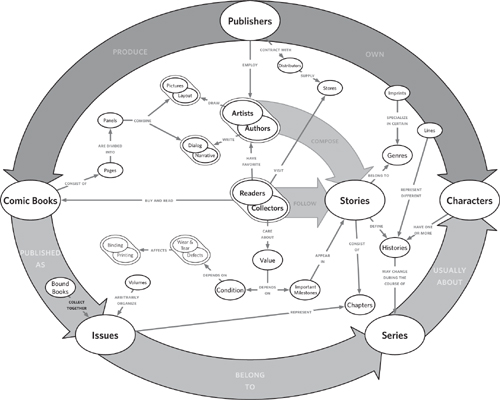 Publishers
PRODUCE
OWN
CONTRACT WITH
Distributors
EMPLOY
SUPPLY
Stores
Pictures
Layout
Imprints
DRAW
Artists
Authors
SPECIALIZE
IN CERTAIN
Panels
COMBINE
Lines
ARE DIVIDED
INTO
WRITE
COMPOSE
Dialog
Narrative
Genres
HAVE
FAVORITE
VISIT
Pages
BELONG TO
CONSIST OF
REPRESENT
DIFFERENT
Readers
Collectors
Comic Books
BUY AND READ
FOLLOW
Stories
Characters
DEFINE
HAVE ONE
OR MORE
CARE
ABOUT
Binding
Printing
AFFECTS
Wear &
Tear
Defects
Histories
PUBLISHED
AS
Value
APPEAR
IN
CONSIST
OF
USUALLY
ABOUT
MAY CHANGE
DURING THE
COURSE OF
DEPENDS ON
Bound
Books
Volumes
Condition
DEPENDS
ON
Important
Milestones
COLLECT
TOGETHER
ARBITRARILY
ORGANIZE
Chapters
REPRESENT
Issues
Series
BELONG
TO